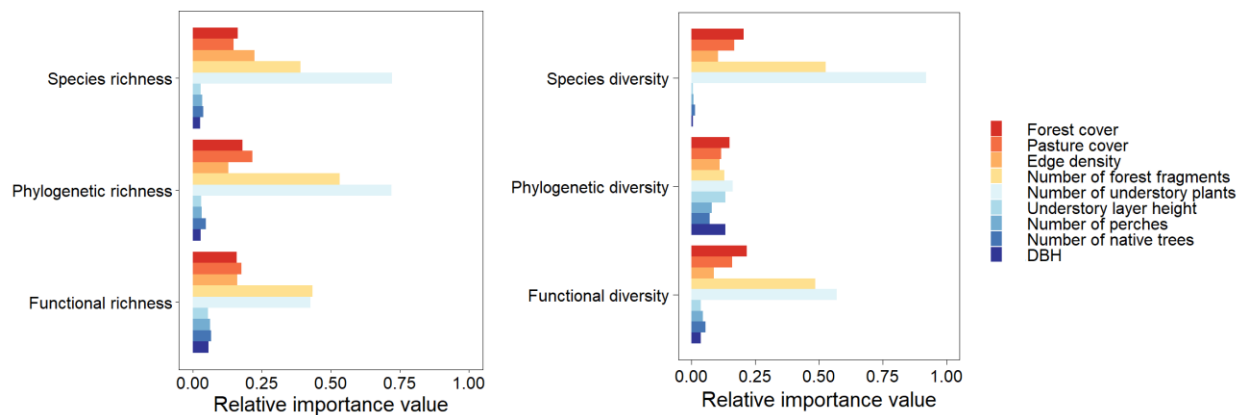 Species richness
Phylogenetic richness
Functional richness
0.00 0.25 0.50 0.75 1.00
Relative importance value
Species diversity
Phylogenetic diversity
Functional diversity
0.00 0.25 0.50 0.75 1.00
Relative importance value
Forest cover
Pasture cover
Edge density
Number of forest fragments
Number of understory plants
Understory layer height
Number of perches
Number of native trees
DBH